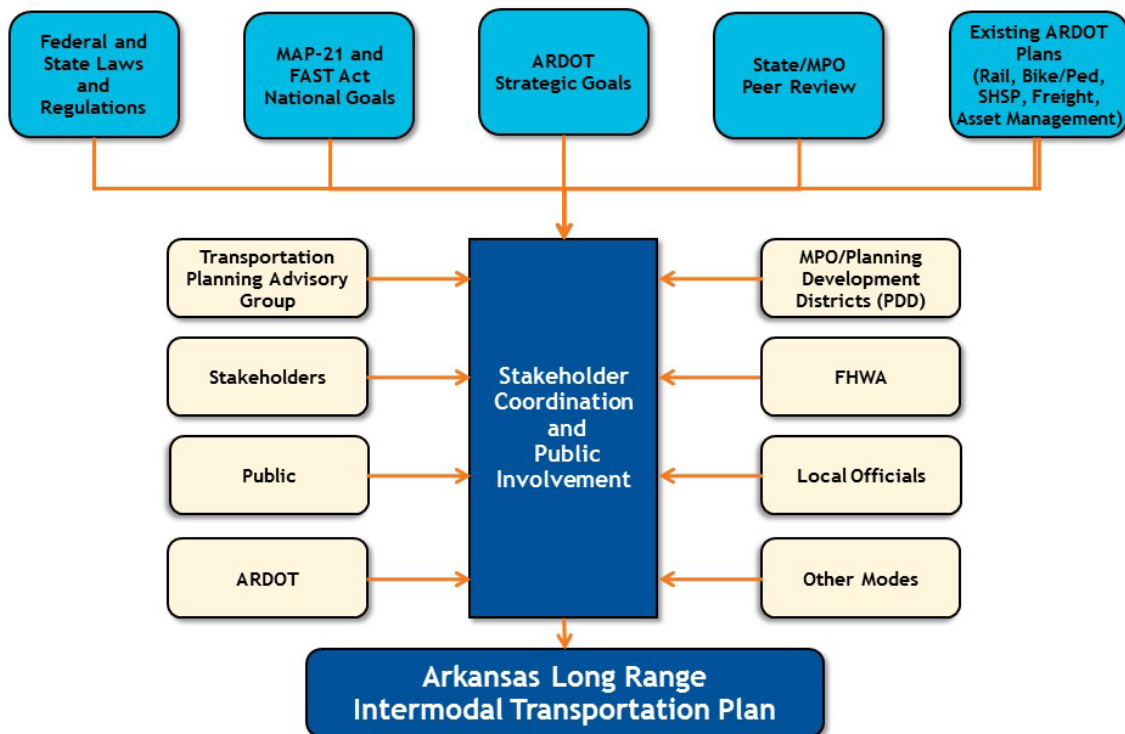 Federal and
State Laws
and
Regulations
MAP-21 and
FAST Act
National Goals
ARDOT
Strategic Goals
State/MPO
Peer Review
Existing ARDOT
Plans
(Rail, Bike/Ped,
SHSP, Freight,
Asset Management)
Transportation
Planning Advisory
Group
Stakeholders
Public
ARDOT
Stakeholder
Coordination
and
Public
Involvement
MPO/Planning
Development
Districts (PDD)
FHWA
Local Officials
Other Modes
Arkansas Long Range
Intermodal Transportation Plan